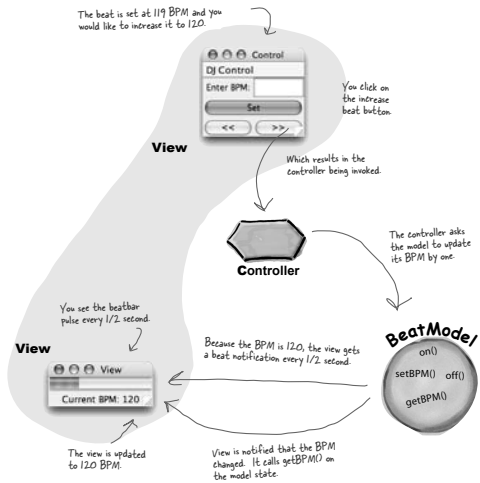 The beat is set at 119 BPM and you
would like to increase it to 120.
Control
DJ Control
Enter BPM:
Set
<<
>>
You click on
the increase
beat button.
View
Which results in the
controller being invoked.
Controller
The controller asks
the model to update
its BPM by one.
You see the beatbar
pulse every 1/2 second.
View
View
Current BPM: 120
Because the BPM is 120, the view gets
a beat notification every 1/2 second.
BeatModel
on()
setBPM()
off()
getBPM()
The view is updated
to 120 BPM.
View is notified that the BPM
changed. It calls getBPM() on
the model state.